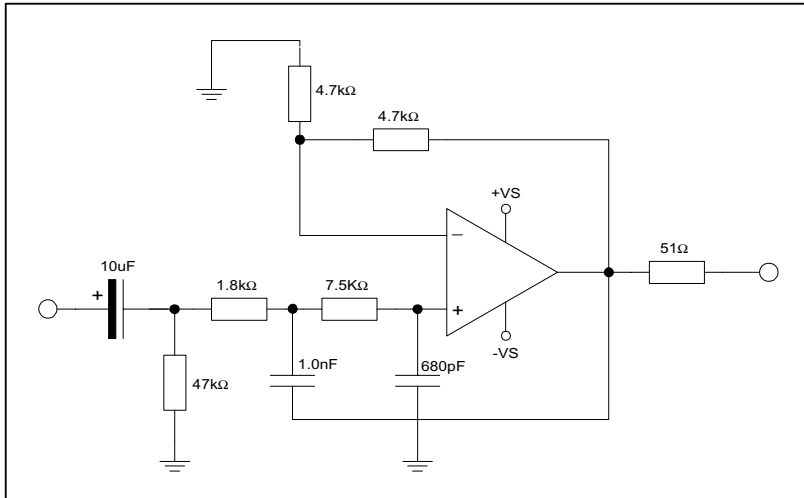 4.7kΩ
4.7kΩ
+VS
−
51Ω
10uF
+
1.8kΩ
7.5KΩ
+
-VS
1.0nF
680pF
47kΩ